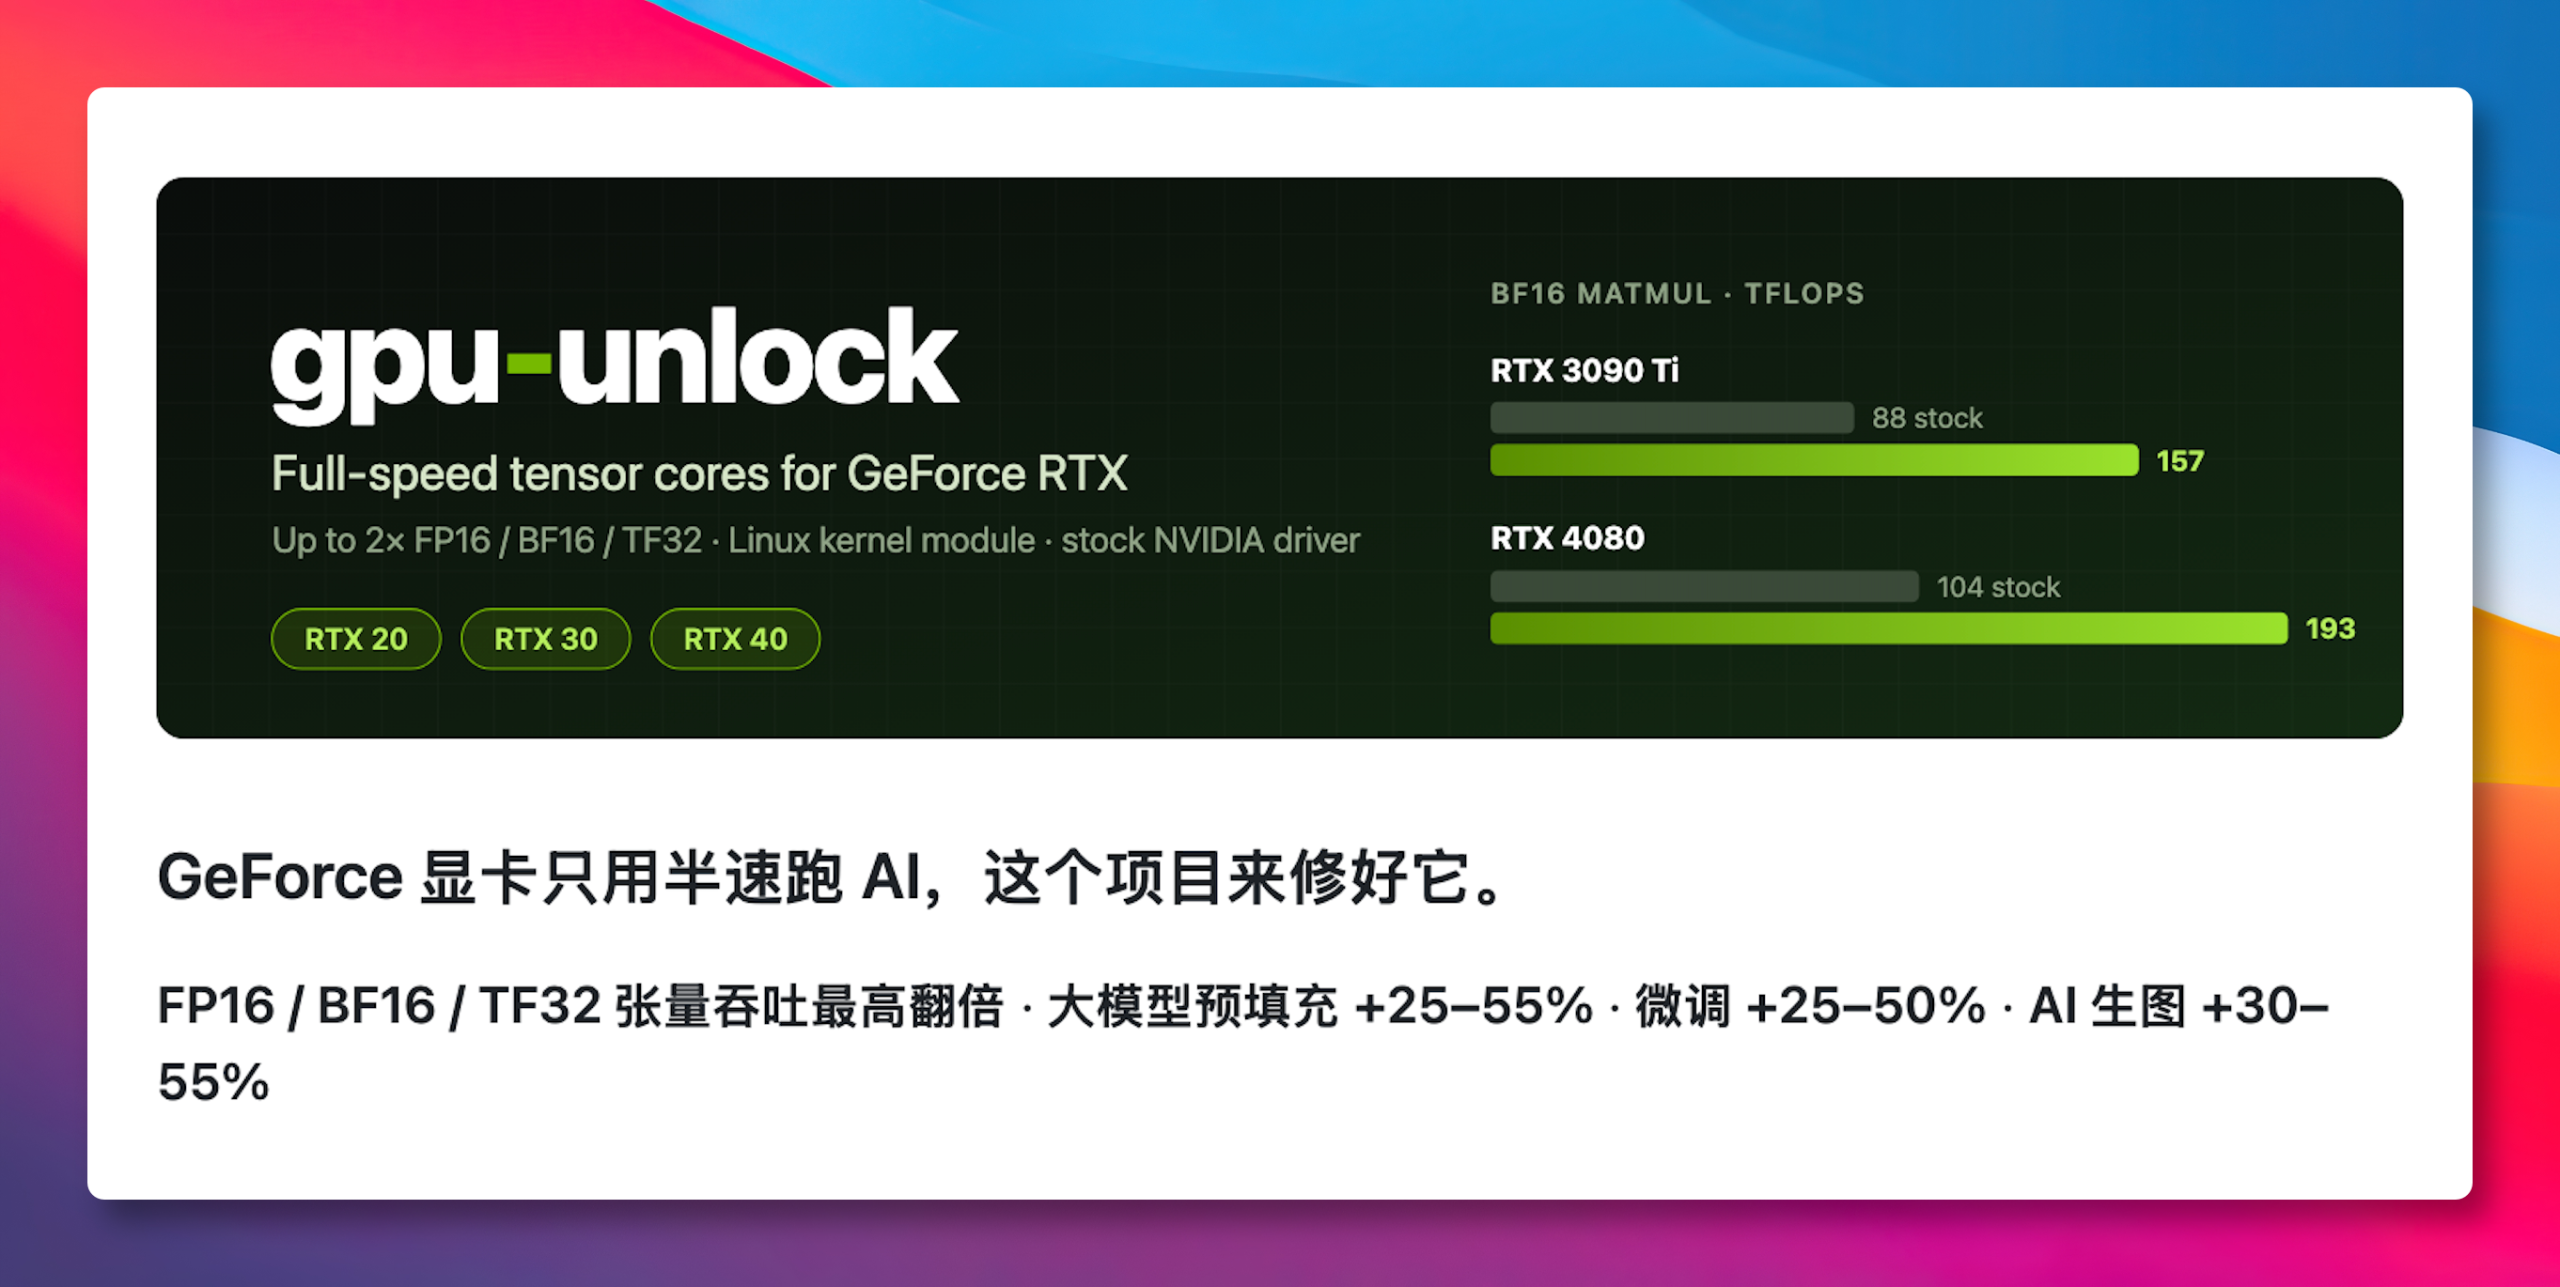 gpu-unlock
Full-speed tensor cores for GeForce RTX
Up to 2× FP16 / BF16 / TF32 · Linux kernel module · stock NVIDIA driver
RTX 20
RTX 30
RTX 40
BF16 MATMUL · TFLOPS
RTX 3090 Ti
88 stock
157
RTX 4080
104 stock
193
GeForce 显卡只用半速跑 AI，这个项目来修好它。
FP16 / BF16 / TF32 张量吞吐最高翻倍 · 大模型预填充 +25–55% · 微调 +25–50% · AI 生图 +30–
55%